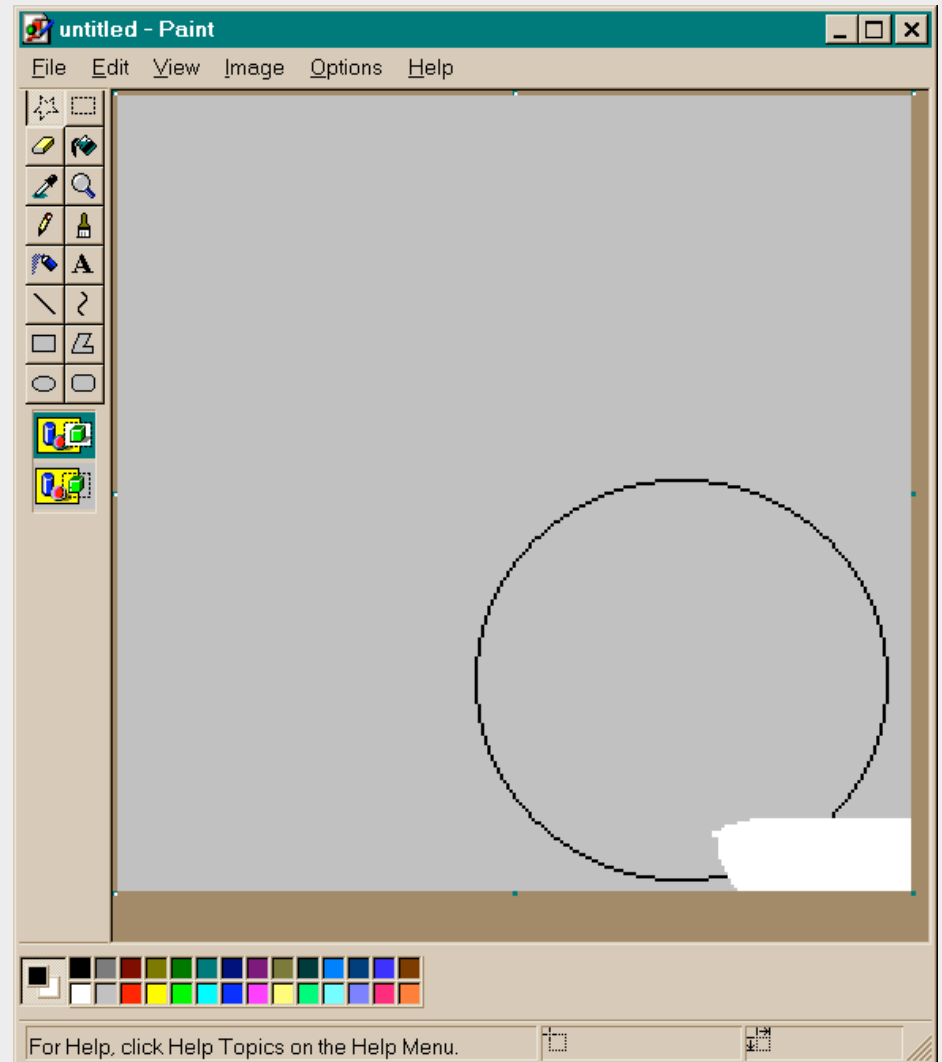 untitled - Paint
File Edit View Image Options Help
A
For Help, click Help Topics on the Help Menu.